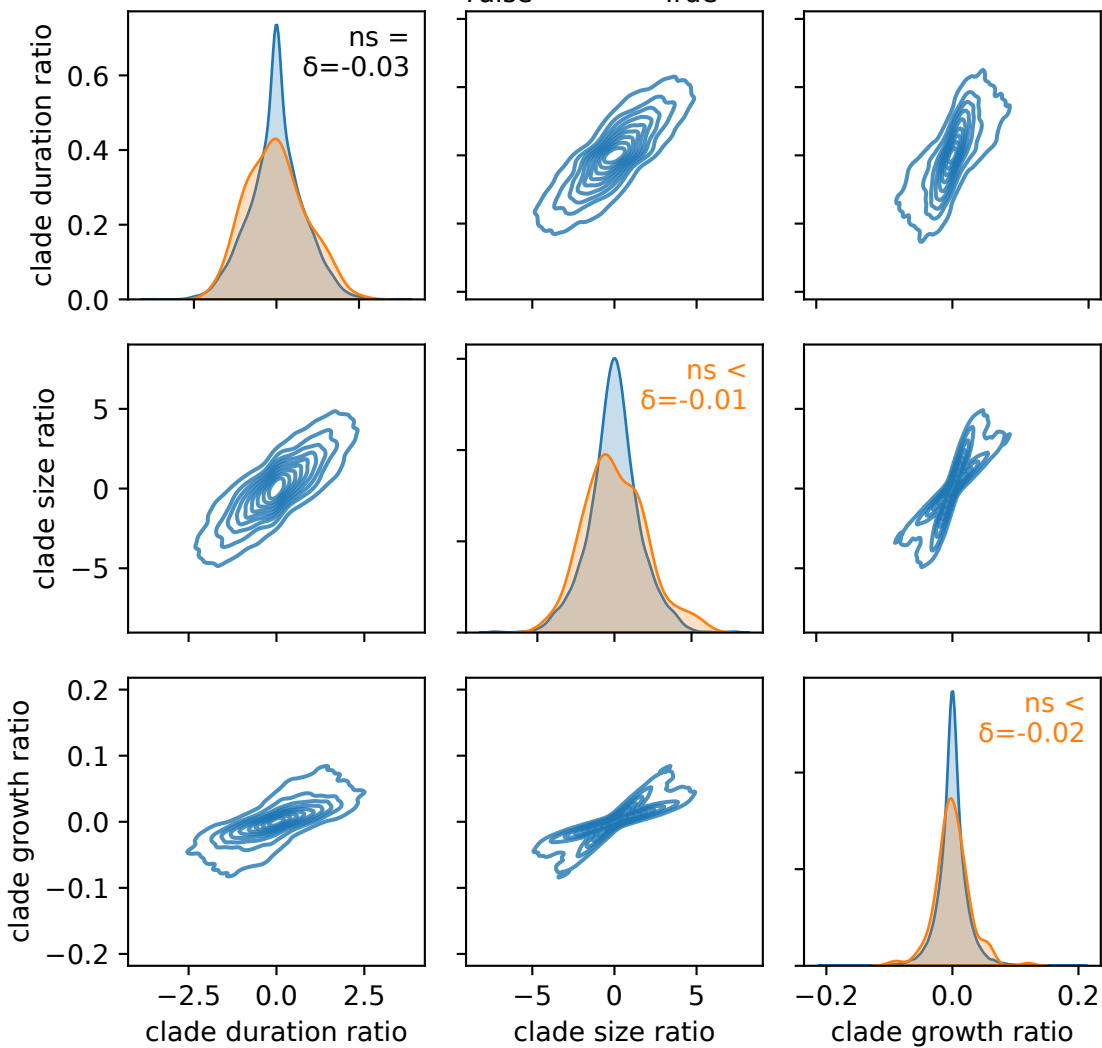 clade duration ratio
0.6
0.4
0.2
0.0
ns =
δ=-0.03
clade size ratio
5
0
−5
ns <
δ=-0.01
clade growth ratio
0.2
0.1
0.0
−0.1
−0.2
ns <
δ=-0.02
−2.5 0.0 2.5
−5 0 5
−0.2 0.0 0.2
clade duration ratio
clade size ratio
clade growth ratio